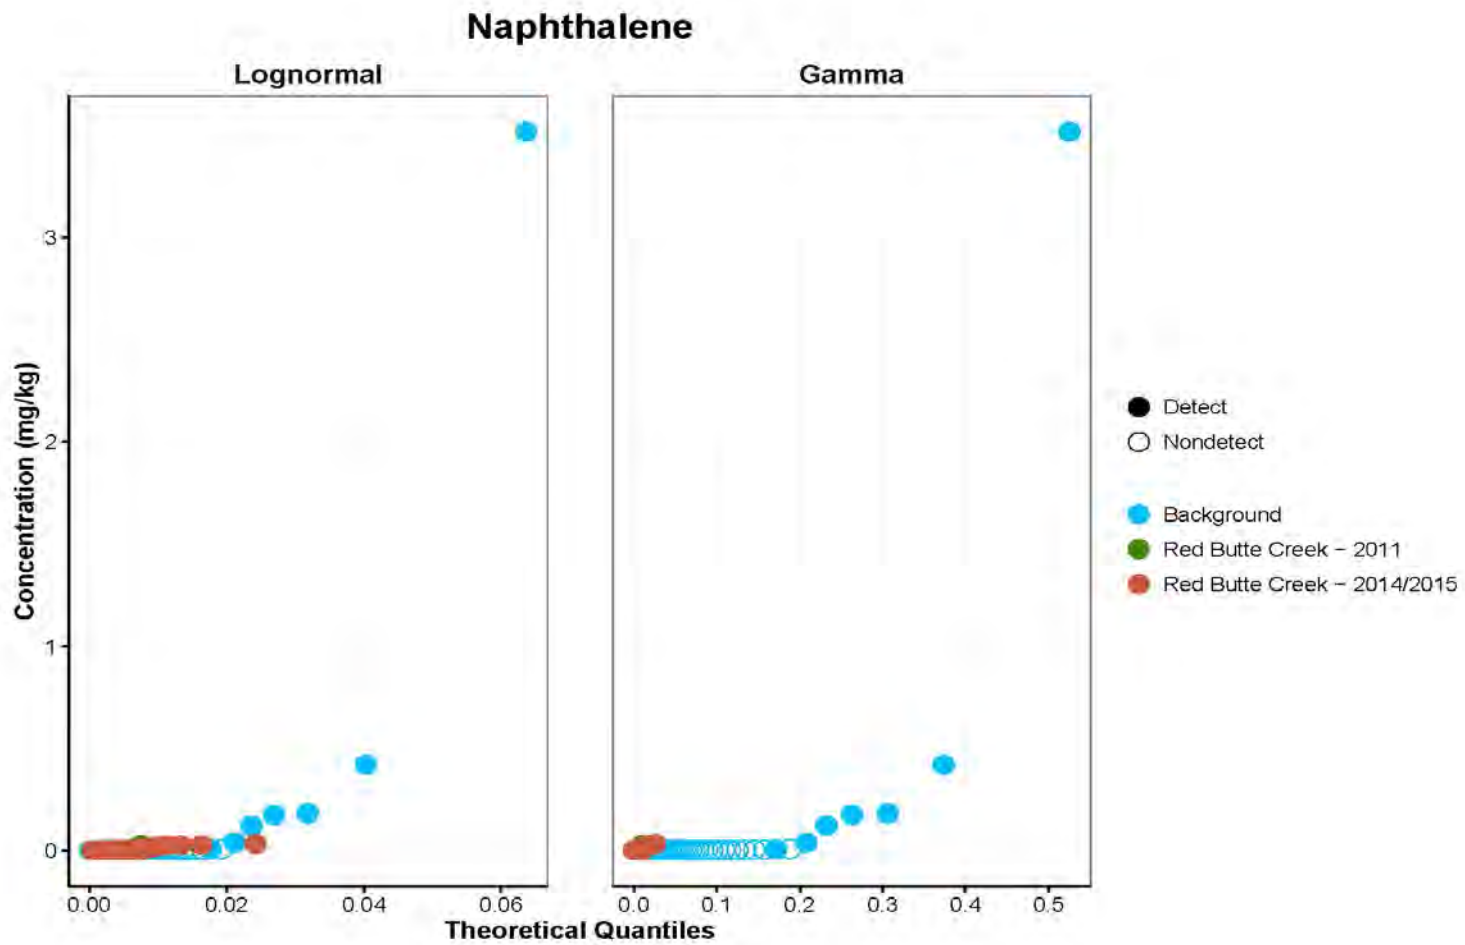 Naphthalene
Lognormal
Gamma
Concentration (mg/kg)
3
2
1
0
0.00 0.02 0.04 0.06
0.0 0.1 0.2 0.3 0.4 0.5
Theoretical Quantiles
Detect
Nondetect
Background
Red Butte Creek − 2011
Red Butte Creek − 2014/2015